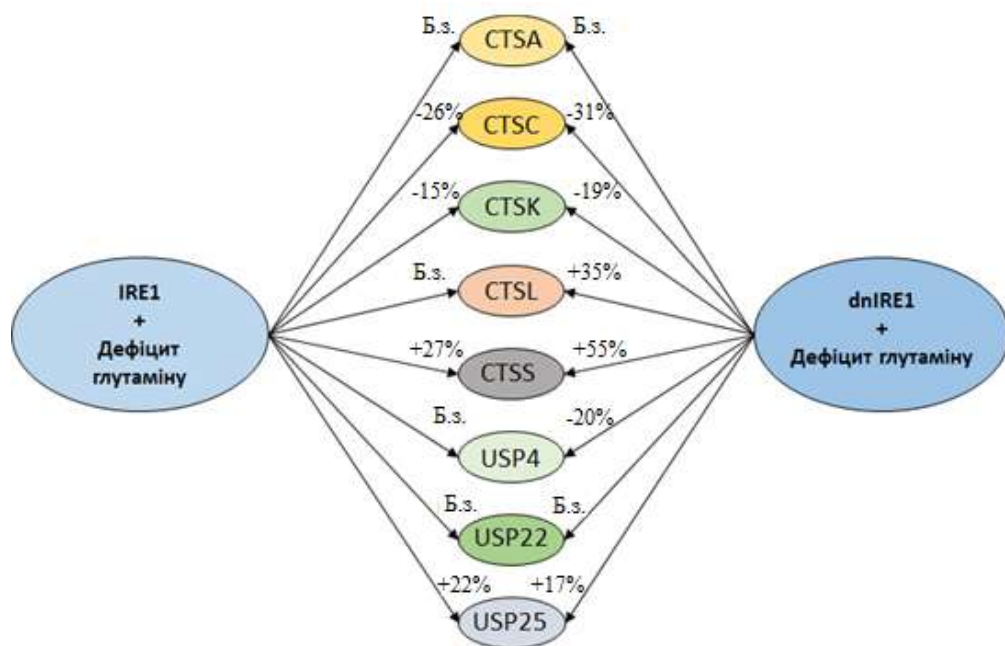 Б.з. CTSA Б.з.
-26% CTSC -31%
-15% CTSK -19%
Б.з. CTSL +35%
IRE1
+
Дефіцит
глутаміну
dnIRE1
+
Дефіцит глутаміну
+27% CTSS +55%
Б.з. USP4 -20%
Б.з. USP22 Б.з.
+22% USP25 +17%